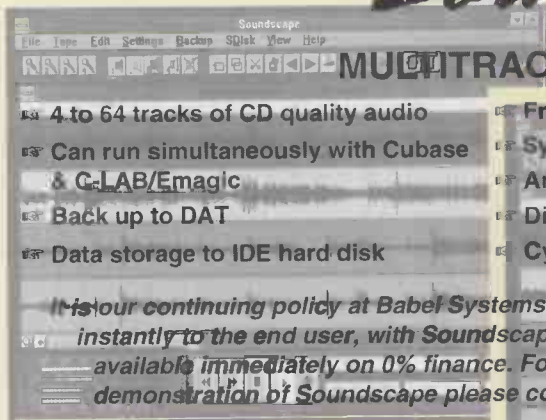 Soundscape
File Tape Edit Settings Backup SDisk View Help
MULTITRAC
☞ 4 to 64 tracks of CD quality audio
☞ Can run simultaneously with Cubase
& C-LAB/Emagic
☞ Back up to DAT
☞ Data storage to IDE hard disk
☞ Fr
☞ Sy
☞ An
☞ Di
☞ Cy
It is our continuing policy at Babel Systems
instantly to the end user, with Soundscap
available immediately on 0% finance. Fo
demonstration of Soundscape please co